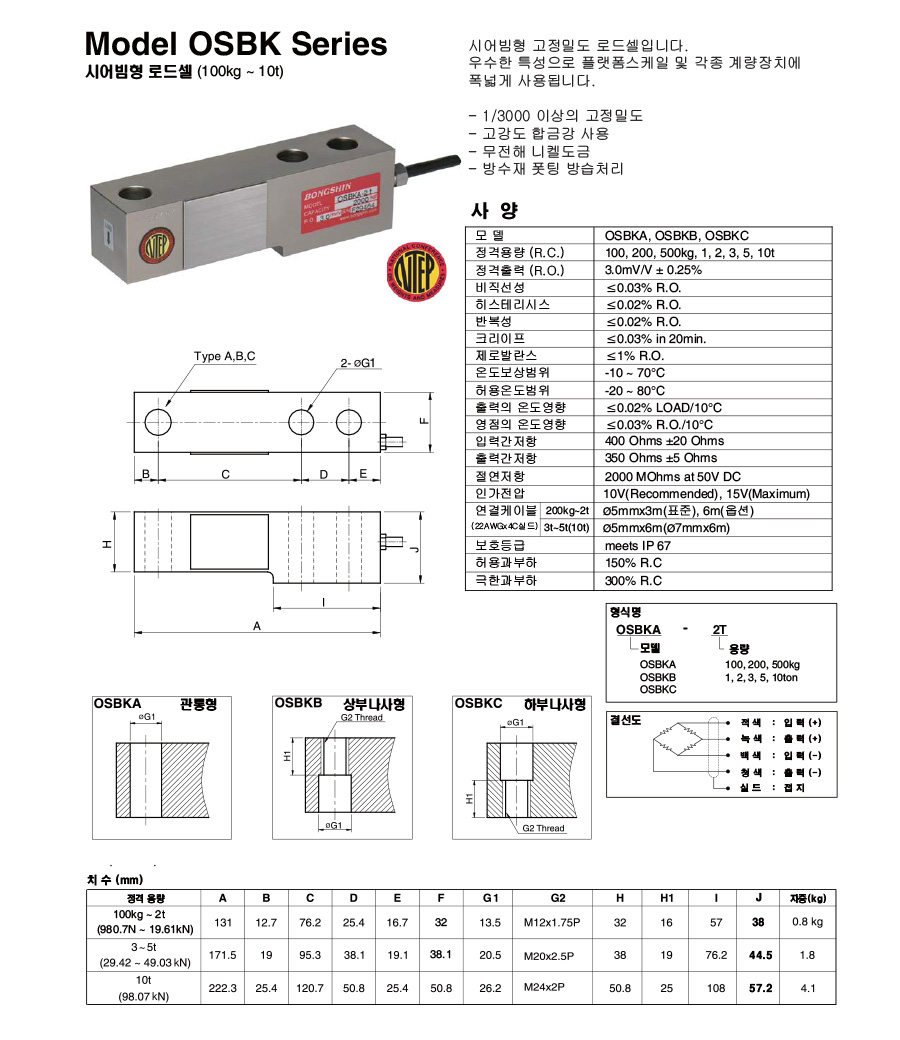 Model OSBK Series
시어빔형 로드셀 (100kg ~ 10t)
시어빔형 고정밀도 로드셀입니다.
우수한 특성으로 플랫폼스케일 및 각종 계량장치에
폭넓게 사용됩니다.
- 1/3000 이상의 고정밀도
- 고강도 합금강 사용
- 무전해 니켈도금
- 방수재 폿팅 방습처리
BONGSHIN
MODEL OSBKA-2.1
CAPACITY 2000
R.O. 3.0
NTEP
NATIONAL CONFERENCE
ON WEIGHTS AND MEASURES
NTEP
사 양
모 델 OSBKA, OSBKB, OSBKC
정격용량 (R.C.) 100, 200, 500kg, 1, 2, 3, 5, 10t
정격출력 (R.O.) 3.0mV/V ± 0.25%
비직선성 ≤0.03% R.O.
히스테리시스 ≤0.02% R.O.
반복성 ≤0.02% R.O.
크리이프 ≤0.03% in 20min.
제로발란스 ≤1% R.O.
온도보상범위 -10 ~ 70°C
허용온도범위 -20 ~ 80°C
출력의 온도영향 ≤0.02% LOAD/10°C
영점의 온도영향 ≤0.03% R.O./10°C
입력간저항 400 Ohms ±20 Ohms
출력간저항 350 Ohms ±5 Ohms
절연저항 2000 MOhms at 50V DC
인가전압 10V(Recommended), 15V(Maximum)
연결케이블 200kg~2t Ø5mmx3m(표준), 6m(옵션)
(22AWGx4C실드) 3t~5t(10t) Ø5mmx6m(Ø7mmx6m)
보호등급 meets IP 67
허용과부하 150% R.C
극한과부하 300% R.C
Type A,B,C
2- ØG1
F
B C D E
H
J
I
A
형식명
OSBKA - 2T
모델 용량
OSBKA 100, 200, 500kg
OSBKB 1, 2, 3, 5, 10ton
OSBKC
결선도
적색 : 입력 (+)
녹색 : 출력 (+)
백색 : 입력 (-)
청색 : 출력 (-)
실드 : 접지
OSBKA 관통형
ØG1
OSBKB 상부나사형
G2 Thread
H1
ØG1
OSBKC 하부나사형
ØG1
H1
G2 Thread
치 수 (mm)
정격 용량 A B C D E F G1 G2 H H1 I J 자중(kg)
100kg ~ 2t
(980.7N ~ 19.61kN) 131 12.7 76.2 25.4 16.7 32 13.5 M12x1.75P 32 16 57 38 0.8 kg
3 ~ 5t
(29.42 ~ 49.03 kN) 171.5 19 95.3 38.1 19.1 38.1 20.5 M20x2.5P 38 19 76.2 44.5 1.8
10t
(98.07 kN) 222.3 25.4 120.7 50.8 25.4 50.8 26.2 M24x2P 50.8 25 108 57.2 4.1